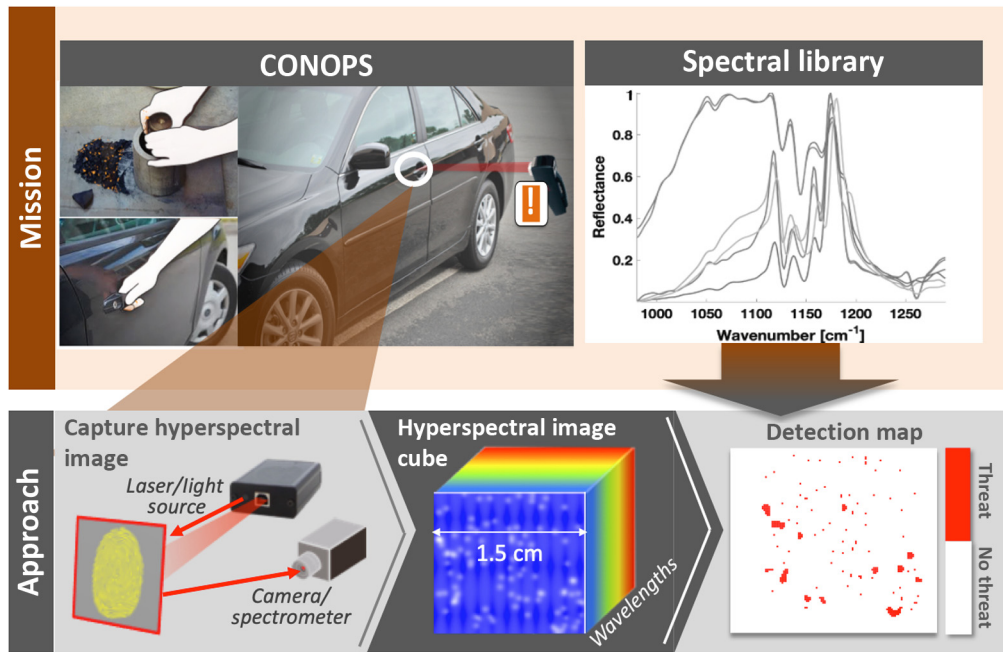 Mission
CONOPS
!
Spectral library
Reflectance
1
0.8
0.6
0.4
0.2
1000
1050
1100
1150
1200
1250
Wavenumber [cm⁻¹]
Approach
Capture hyperspectral
image
Laser/light
source
Camera/
spectrometer
Hyperspectral image
cube
1.5 cm
Wavelengths
Detection map
Threat
No threat